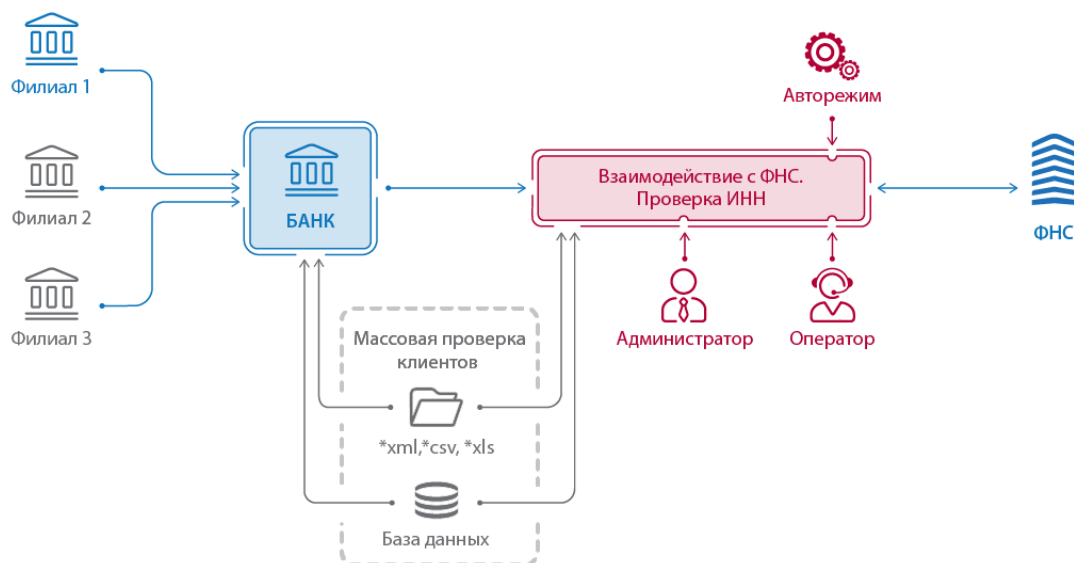 Филиал 1
Филиал 2
Филиал 3
БАНК
Массовая проверка
клиентов
*xml,*csv, *xls
База данных
Авторежим
Взаимодействие с ФНС.
Проверка ИНН
Администратор
Оператор
ФНС